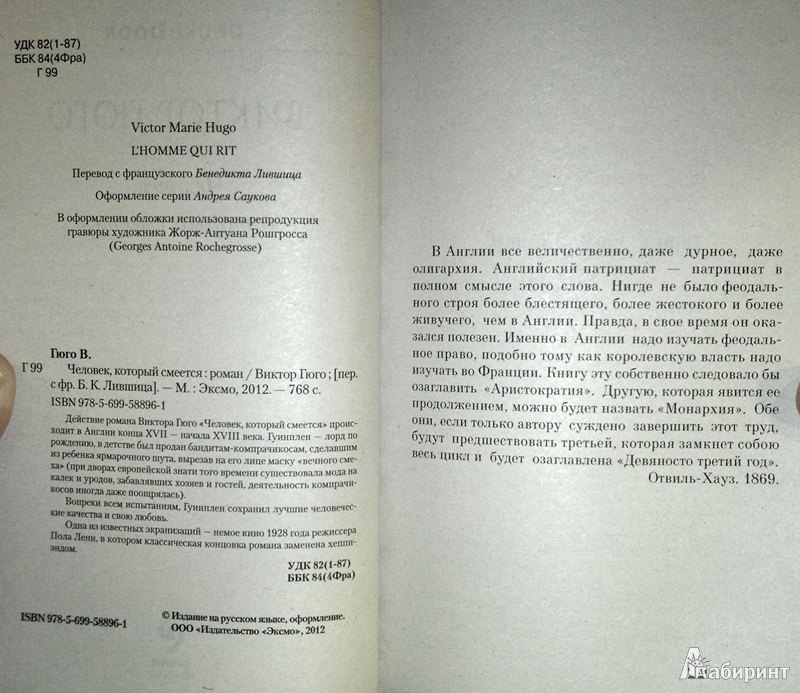 УДК 82(1-87)
ББК 84(4Фра)
Г 99
Victor Marie Hugo
L'HOMME QUI RIT
Перевод с французского Бенедикта Лившица
Оформление серии Андрея Саукова
В оформлении обложки использована репродукция
гравюры художника Жорж-Антуана Рошгросса
(Georges Antoine Rochegrosse)
Гюго В.
Г 99 Человек, который смеется : роман / Виктор Гюго ; [пер.
с фр. Б. К. Лившица]. — М. : Эксмо, 2012. — 768 с.
ISBN 978-5-699-58896-1
Действие романа Виктора Гюго «Человек, который смеется» проис-
ходит в Англии конца XVII — начала XVIII века. Гуинплен — лорд по
рождению, в детстве был продан бандитам-компрачикосам, сделавшим
из ребенка ярмарочного шута, вырезав на его лице маску «вечного сме-
ха» (при дворах европейской знати того времени существовала мода на
калек и уродов, забавлявших хозяев и гостей, деятельность компрачи-
косов иногда даже поощрялась).
Вопреки всем испытаниям, Гуинплен сохранил лучшие человечес-
кие качества и свою любовь.
Одна из известных экранизаций — немое кино 1928 года режиссера
Пола Лени, в котором классическая концовка романа заменена хеппи-
эндом.
УДК 82(1-87)
ББК 84(4Фра)
ISBN 978-5-699-58896-1
© Издание на русском языке, оформление.
ООО «Издательство «Эксмо», 2012
В Англии все величественно, даже дурное, даже
олигархия. Английский патрициат — патрициат в
полном смысле этого слова. Нигде не было феодаль-
ного строя более блестящего, более жестокого и более
живучего, чем в Англии. Правда, в свое время он ока-
зался полезен. Именно в Англии надо изучать феодаль-
ное право, подобно тому как королевскую власть надо
изучать во Франции. Книгу эту собственно следовало бы
озаглавить «Аристократия». Другую, которая явится ее
продолжением, можно будет назвать «Монархия». Обе
они, если только автору суждено завершить этот труд,
будут предшествовать третьей, которая замкнет собою
весь цикл и будет озаглавлена «Девяносто третий год».
Отвиль-Хауз. 1869.
Лабиринт